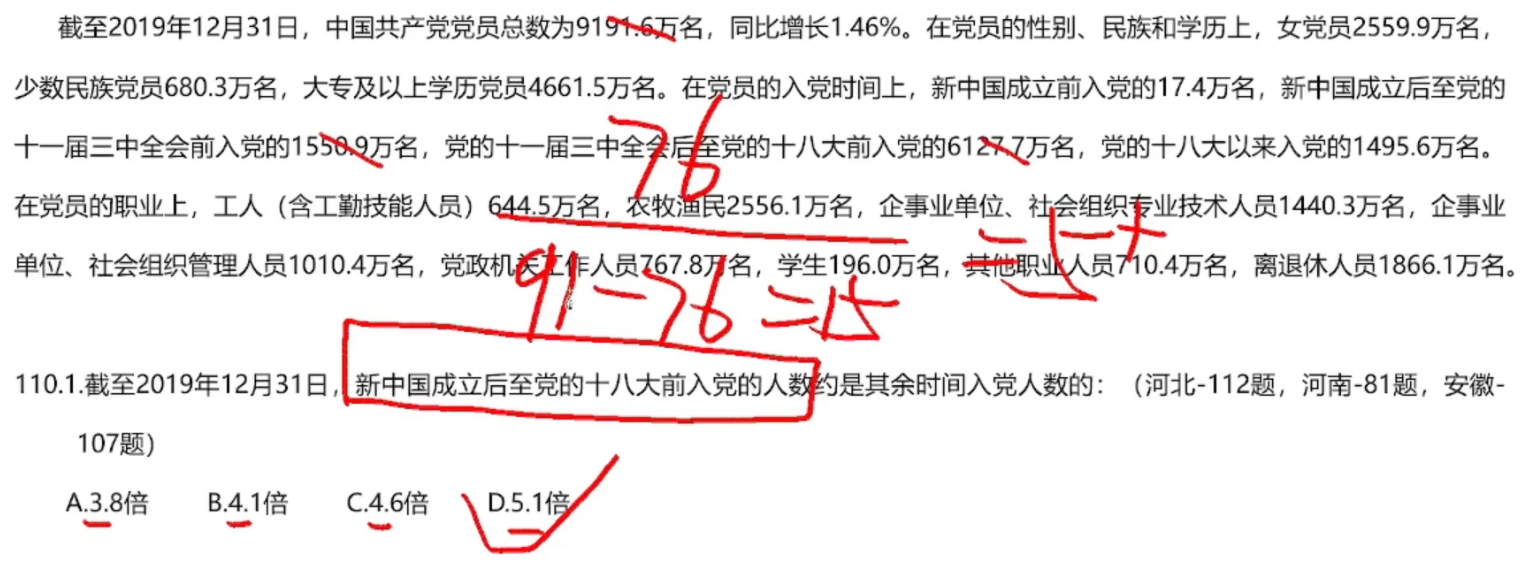 截至2019年12月31日，中国共产党党员总数为9191.6万名，同比增长1.46%。在党员的性别、民族和学历上，女党员2559.9万名，
少数民族党员680.3万名，大专及以上学历党员4661.5万名。在党员的入党时间上，新中国成立前入党的17.4万名，新中国成立后至党的
十一届三中全会前入党的1550.9万名，党的十一届三中全会后至党的十八大前入党的6127.7万名，党的十八大以来入党的1495.6万名。
76
在党员的职业上，工人（含工勤技能人员）644.5万名，农牧渔民2556.1万名，企事业单位、社会组织专业技术人员1440.3万名，企事业
=5+
单位、社会组织管理人员1010.4万名，党政机关工作人员767.8万名，学生196.0万名，其他职业人员710.4万名，离退休人员1866.1万名。
91-76=15
110.1.截至2019年12月31日，新中国成立后至党的十八大前入党的人数约是其余时间入党人数的：（河北-112题，河南-81题，安徽-
107题）
A.3.8倍 B.4.1倍 C.4.6倍 D.5.1倍